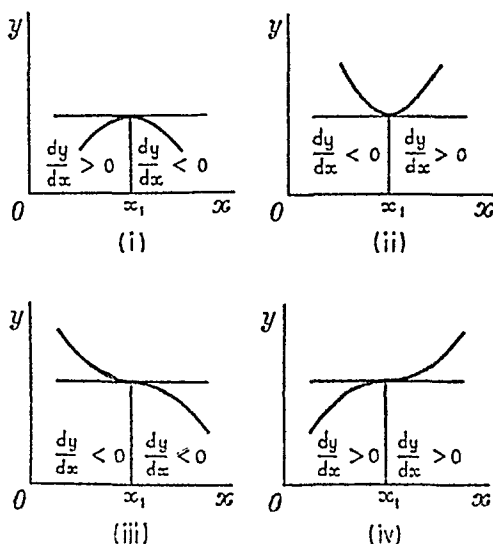 y
y
dy/dx > 0 dy/dx < 0
dy/dx < 0 dy/dx > 0
0 x₁ x
0 x₁ x
(i)
(ii)
y
y
dy/dx < 0 dy/dx < 0
dy/dx > 0 dy/dx > 0
0 x₁ x
0 x₁ x
(iii)
(iv)